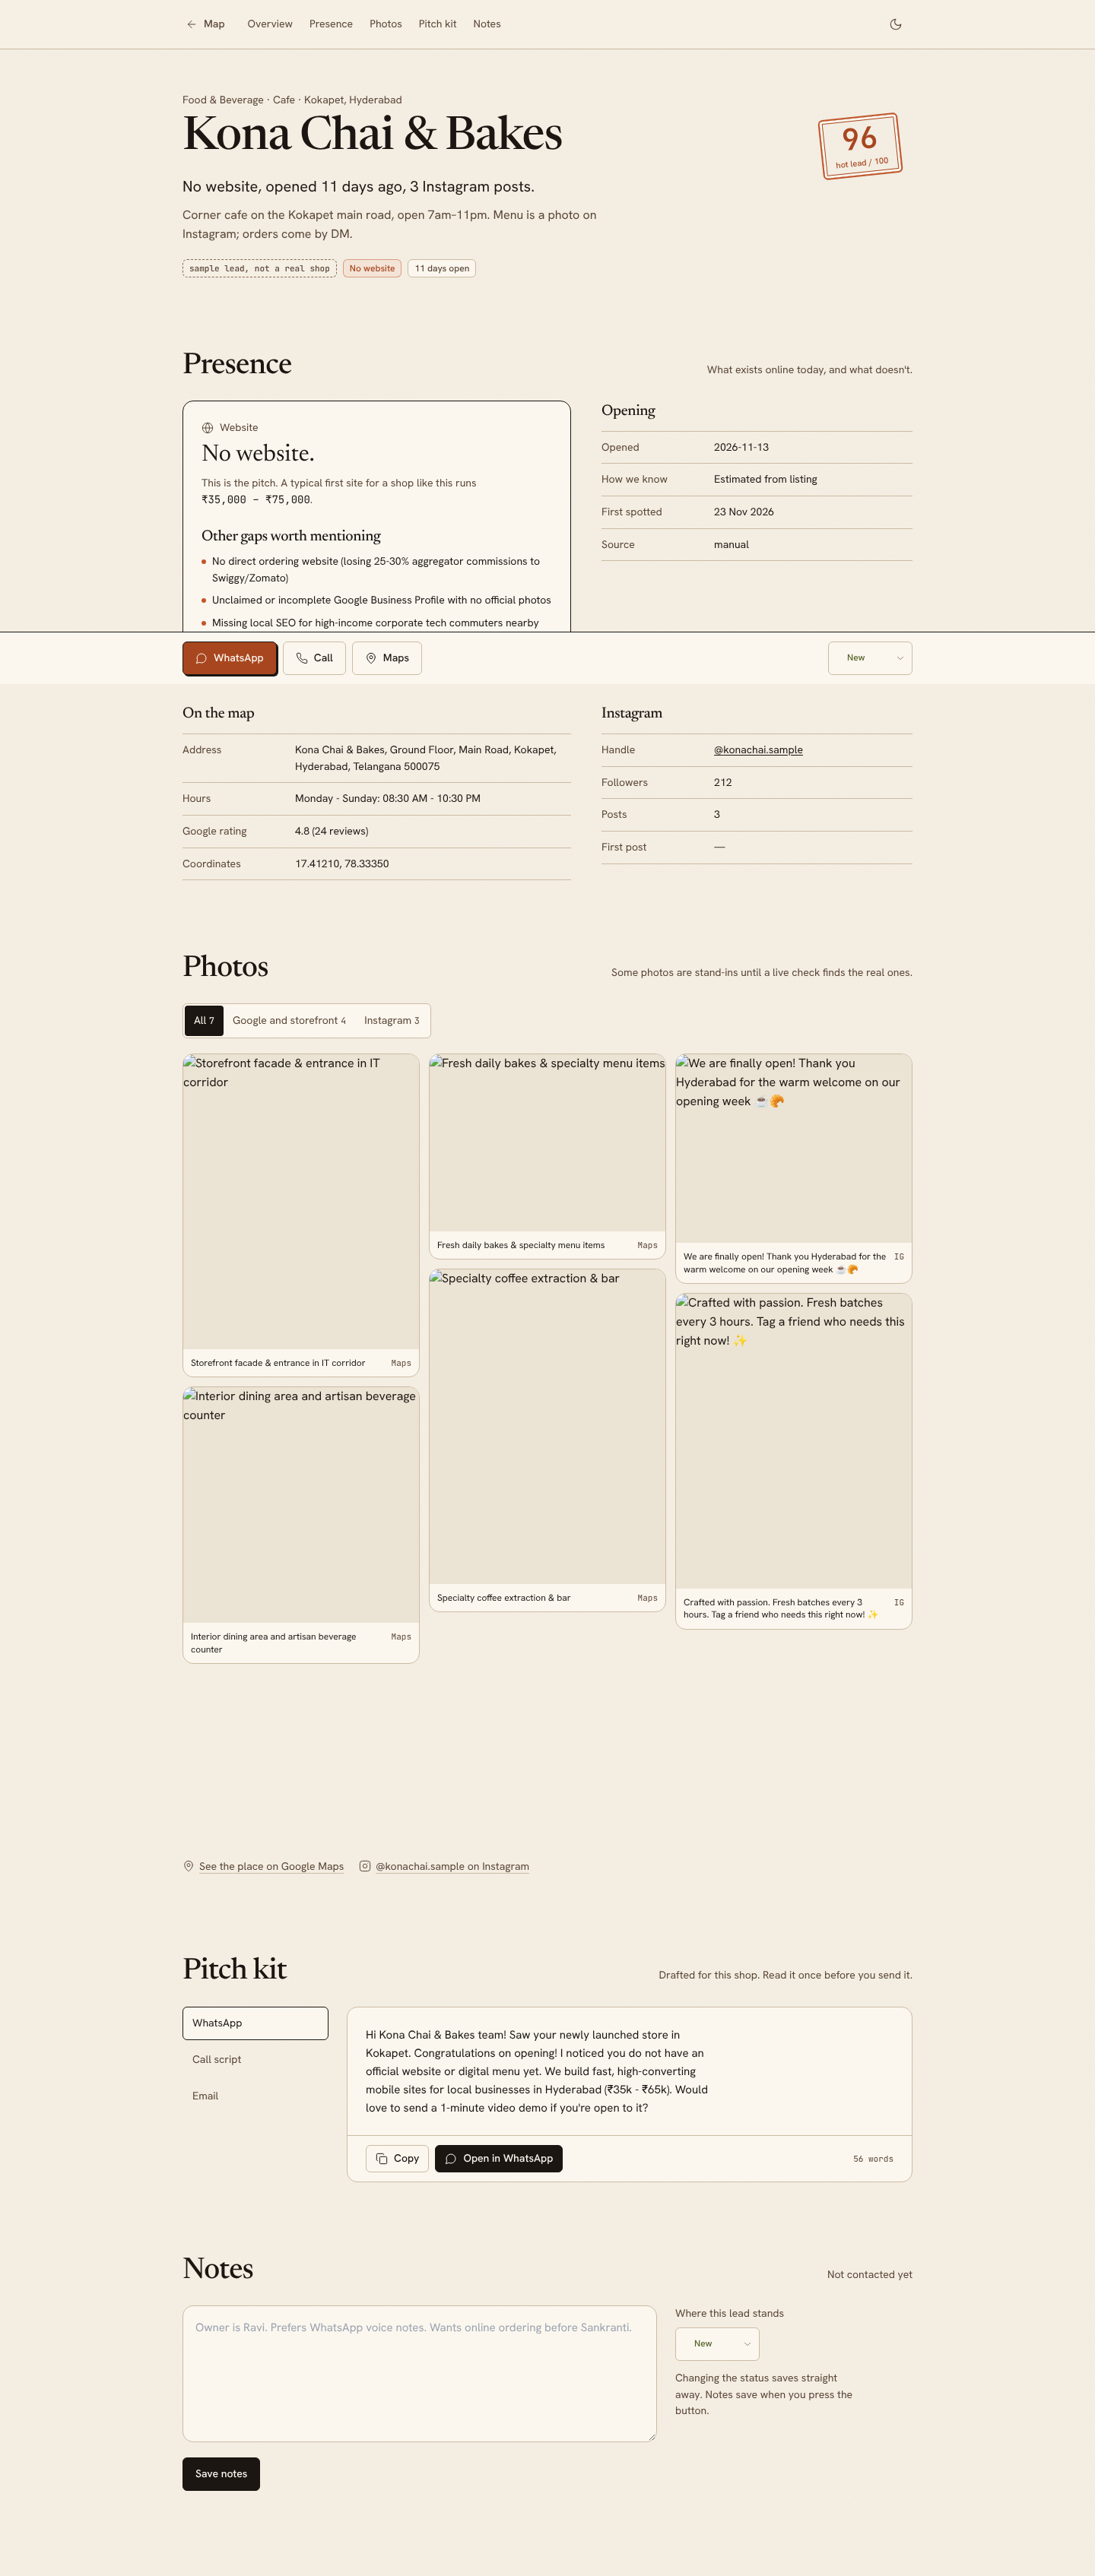 Map
Overview
Presence
Photos
Pitch kit
Notes
Food & Beverage · Cafe · Kokapet, Hyderabad
Kona Chai & Bakes
96
hot lead / 100
No website, opened 11 days ago, 3 Instagram posts.
Corner cafe on the Kokapet main road, open 7am–11pm. Menu is a photo on
Instagram; orders come by DM.
sample lead, not a real shop
No website
11 days open
Presence
What exists online today, and what doesn't.
Website
No website.
This is the pitch. A typical first site for a shop like this runs
₹35,000 – ₹75,000.
Other gaps worth mentioning
No direct ordering website (losing 25-30% aggregator commissions to
Swiggy/Zomato)
Unclaimed or incomplete Google Business Profile with no official photos
Missing local SEO for high-income corporate tech commuters nearby
Opening
Opened 2026-11-13
How we know Estimated from listing
First spotted 23 Nov 2026
Source manual
WhatsApp
Call
Maps
New
On the map
Address Kona Chai & Bakes, Ground Floor, Main Road, Kokapet,
Hyderabad, Telangana 500075
Hours Monday - Sunday: 08:30 AM - 10:30 PM
Google rating 4.8 (24 reviews)
Coordinates 17.41210, 78.33350
Instagram
Handle @konachai.sample
Followers 212
Posts 3
First post —
Photos
Some photos are stand-ins until a live check finds the real ones.
All 7
Google and storefront 4
Instagram 3
Storefront facade & entrance in IT
corridor
Storefront facade & entrance in IT corridor Maps
Interior dining area and artisan beverage
counter
Interior dining area and artisan beverage Maps
counter
Fresh daily bakes & specialty menu items
Fresh daily bakes & specialty menu items Maps
Specialty coffee extraction & bar
Specialty coffee extraction & bar Maps
We are finally open! Thank you
Hyderabad for the warm welcome on our
opening week ☕🥐
We are finally open! Thank you Hyderabad for the IG
warm welcome on our opening week ☕🥐
Crafted with passion. Fresh batches
every 3 hours. Tag a friend who needs this
right now! ✨
Crafted with passion. Fresh batches every 3 IG
hours. Tag a friend who needs this right now! ✨
See the place on Google Maps
@konachai.sample on Instagram
Pitch kit
Drafted for this shop. Read it once before you send it.
WhatsApp
Call script
Email
Hi Kona Chai & Bakes team! Saw your newly launched store in
Kokapet. Congratulations on opening! I noticed you do not have an
official website or digital menu yet. We build fast, high-converting
mobile sites for local businesses in Hyderabad (₹35k - ₹65k). Would
love to send a 1-minute video demo if you're open to it?
Copy
Open in WhatsApp
56 words
Notes
Not contacted yet
Owner is Ravi. Prefers WhatsApp voice notes. Wants online ordering before Sankranti.
Where this lead stands
New
Changing the status saves straight
away. Notes save when you press the
button.
Save notes